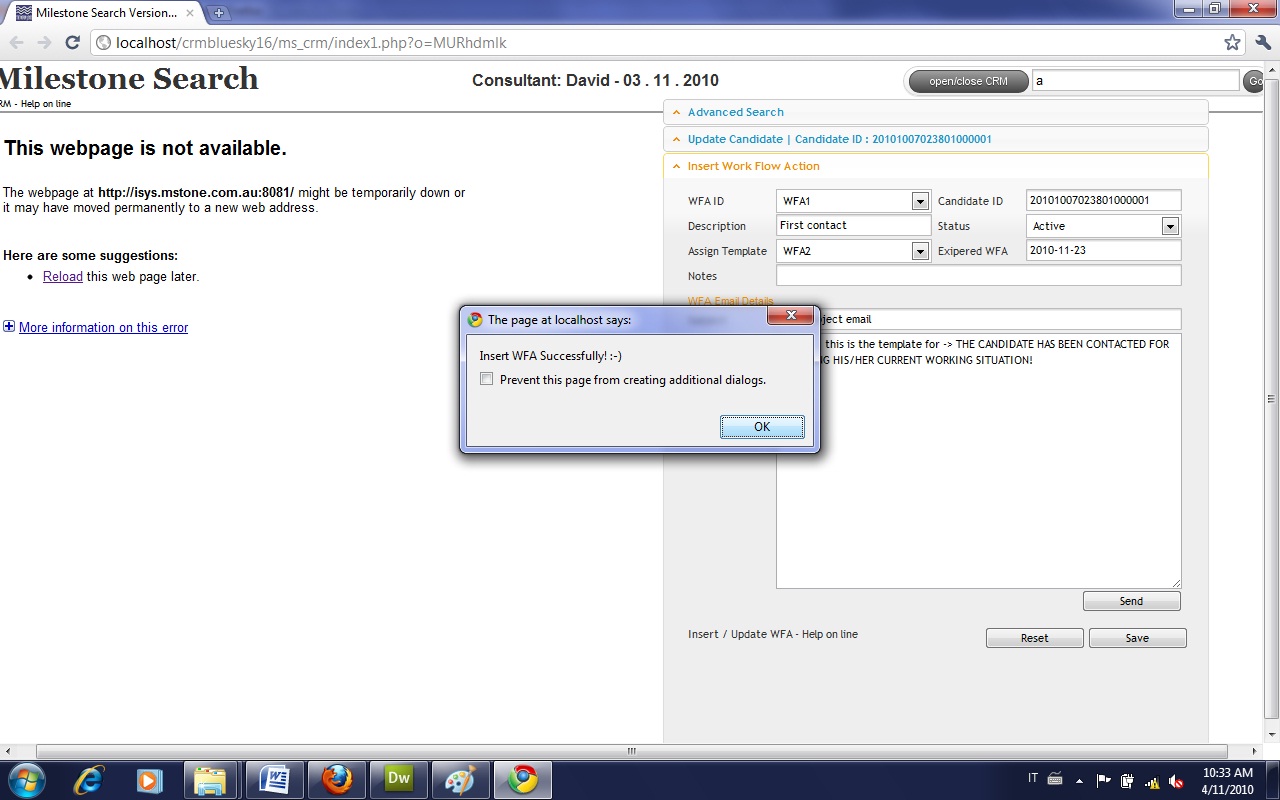 Milestone Search Version...
localhost/crmbluesky16/ms_crm/index1.php?o=MURhdmlk
Milestone Search
Consultant: David - 03 . 11 . 2010
open/close CRM
a
Go
RM - Help on line
Advanced Search
Update Candidate | Candidate ID : 20101007023801000001
Insert Work Flow Action
This webpage is not available.
The webpage at http://isys.mstone.com.au:8081/ might be temporarily down or
it may have moved permanently to a new web address.
Here are some suggestions:
Reload this web page later.
More information on this error
WFA ID WFA1 Candidate ID 20101007023801000001
Description First contact Status Active
Assign Template WFA2 Exipered WFA 2010-11-23
Notes
WFA Email Details
ject email
this is the template for -> THE CANDIDATE HAS BEEN CONTACTED FOR
G HIS/HER CURRENT WORKING SITUATION!
The page at localhost says:
Insert WFA Successfully! :-)
Prevent this page from creating additional dialogs.
OK
Send
Insert / Update WFA - Help on line
Reset
Save
Dw
IT
10:33 AM
4/11/2010